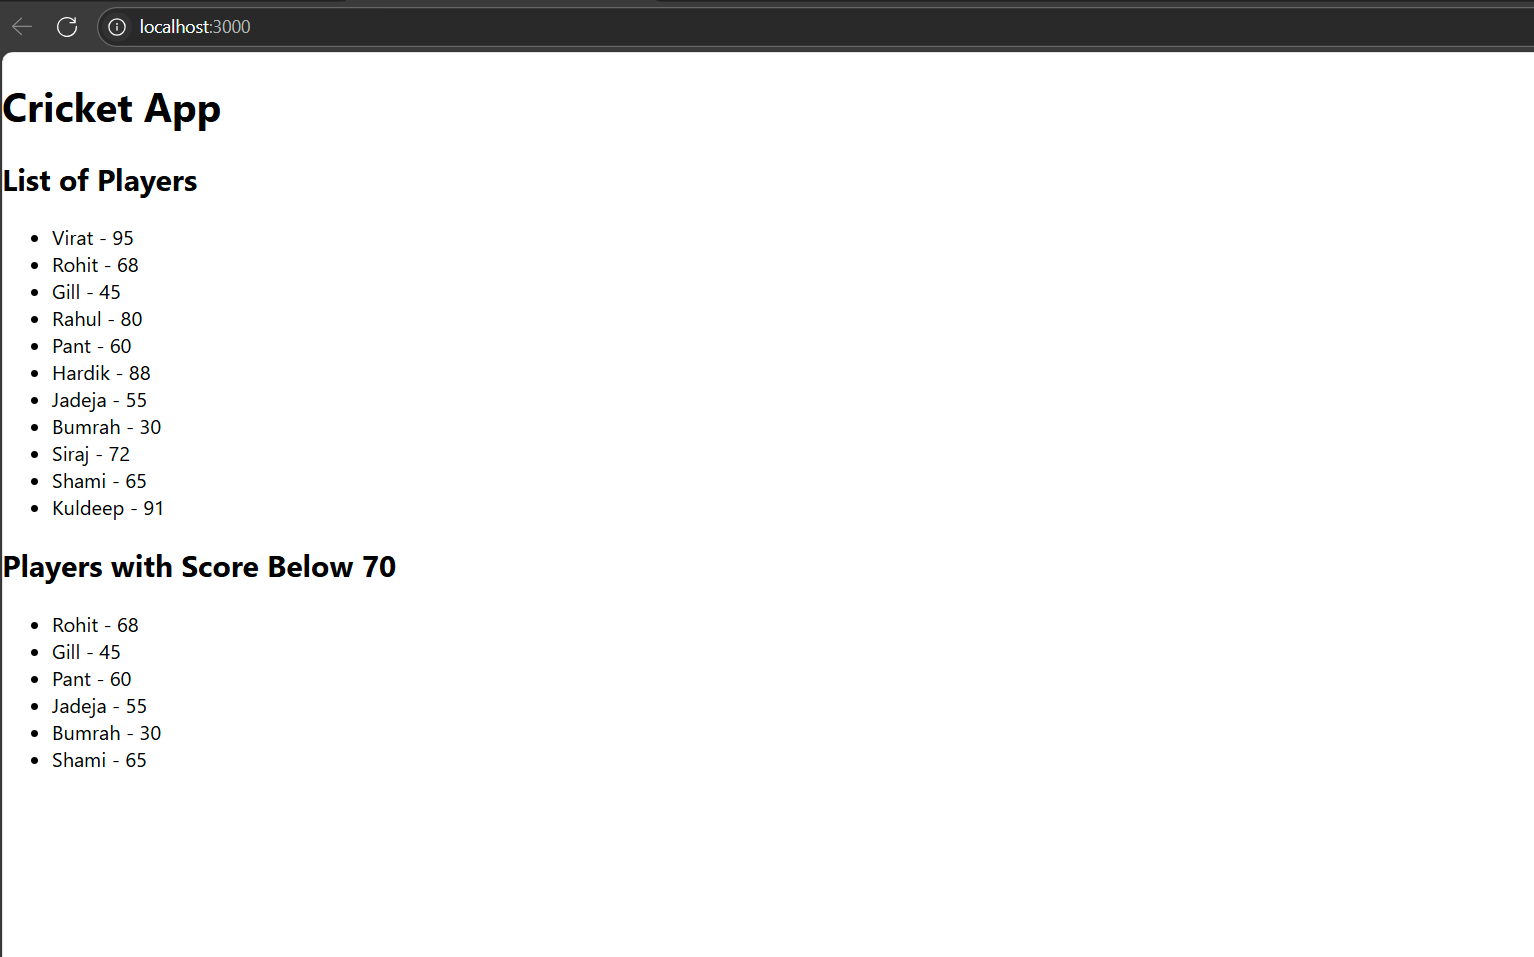 localhost:3000
Cricket App
List of Players
• Virat - 95
• Rohit - 68
• Gill - 45
• Rahul - 80
• Pant - 60
• Hardik - 88
• Jadeja - 55
• Bumrah - 30
• Siraj - 72
• Shami - 65
• Kuldeep - 91
Players with Score Below 70
• Rohit - 68
• Gill - 45
• Pant - 60
• Jadeja - 55
• Bumrah - 30
• Shami - 65